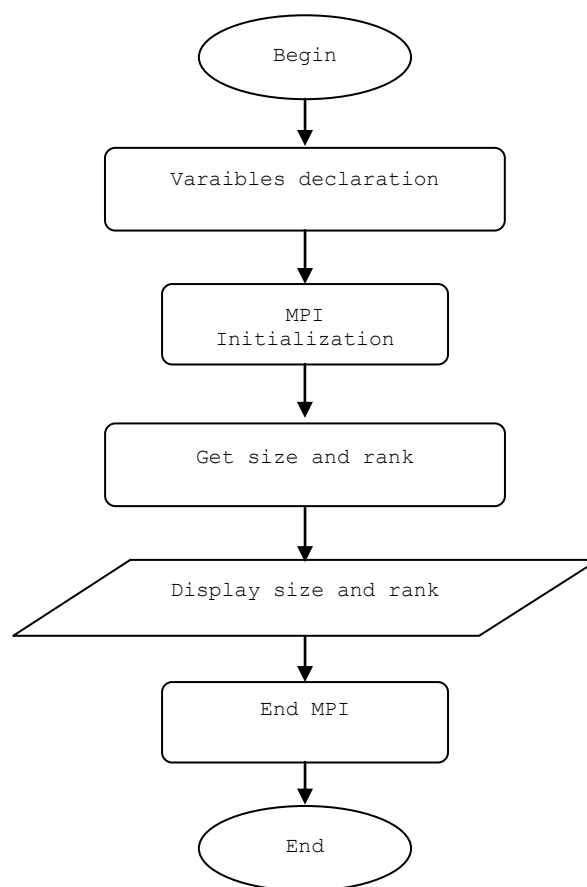 Begin
Varaibles declaration
MPI
Initialization
Get size and rank
Display size and rank
End MPI
End